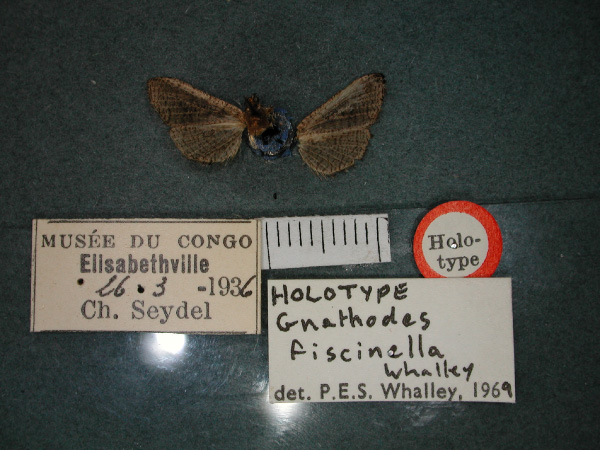 MUSÉE DU CONGO
Elisabethville
26.3-1936
Ch. Seydel
Holo-
type
HOLOTYPE
Gnathodes
fiscinella
Whalley
det. P.E.S. Whalley, 1969